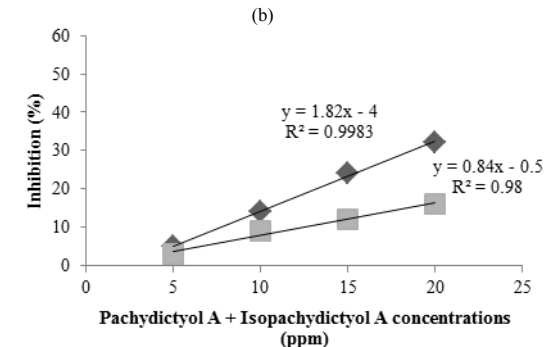 (b)
60
50
40
30
20
10
0
Inhibition (%)
y = 1.82x - 4
R² = 0.9983
y = 0.84x - 0.5
R² = 0.98
0 5 10 15 20 25
Pachydictyol A + Isopachydictyol A concentrations
(ppm)